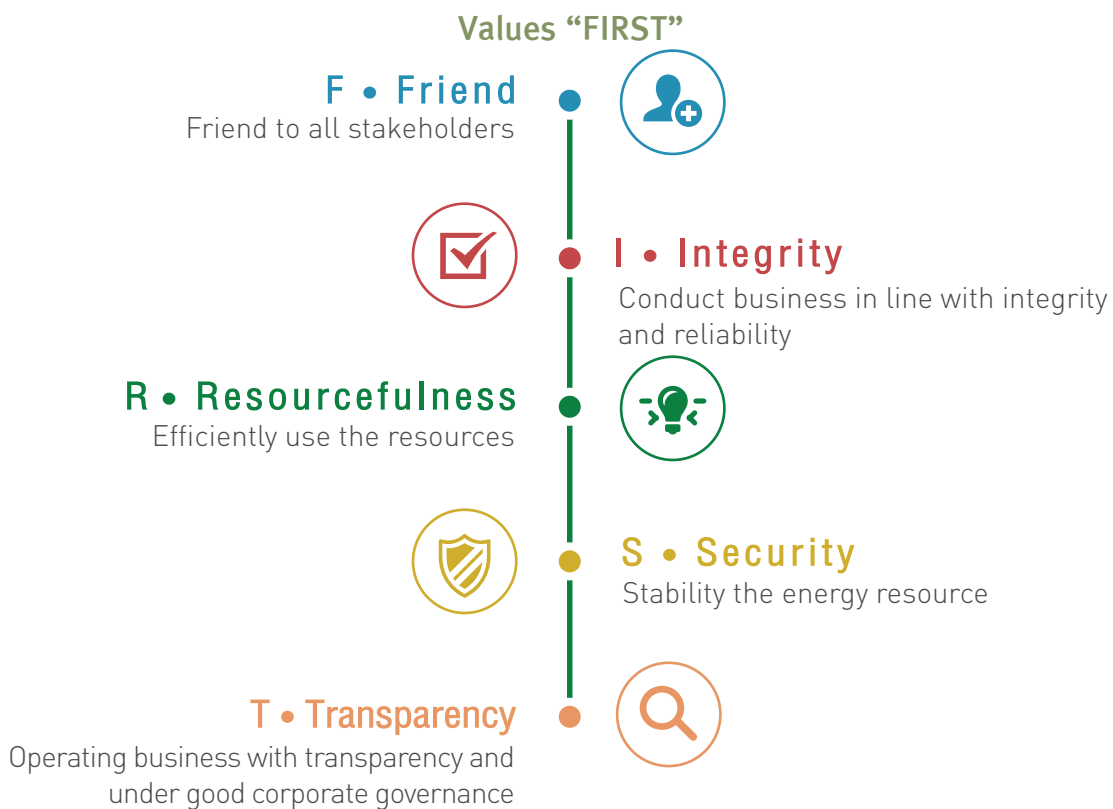 Values “FIRST”
F • Friend
Friend to all stakeholders
I • Integrity
Conduct business in line with integrity
and reliability
R • Resourcefulness
Efficiently use the resources
S • Security
Stability the energy resource
T • Transparency
Operating business with transparency and
under good corporate governance